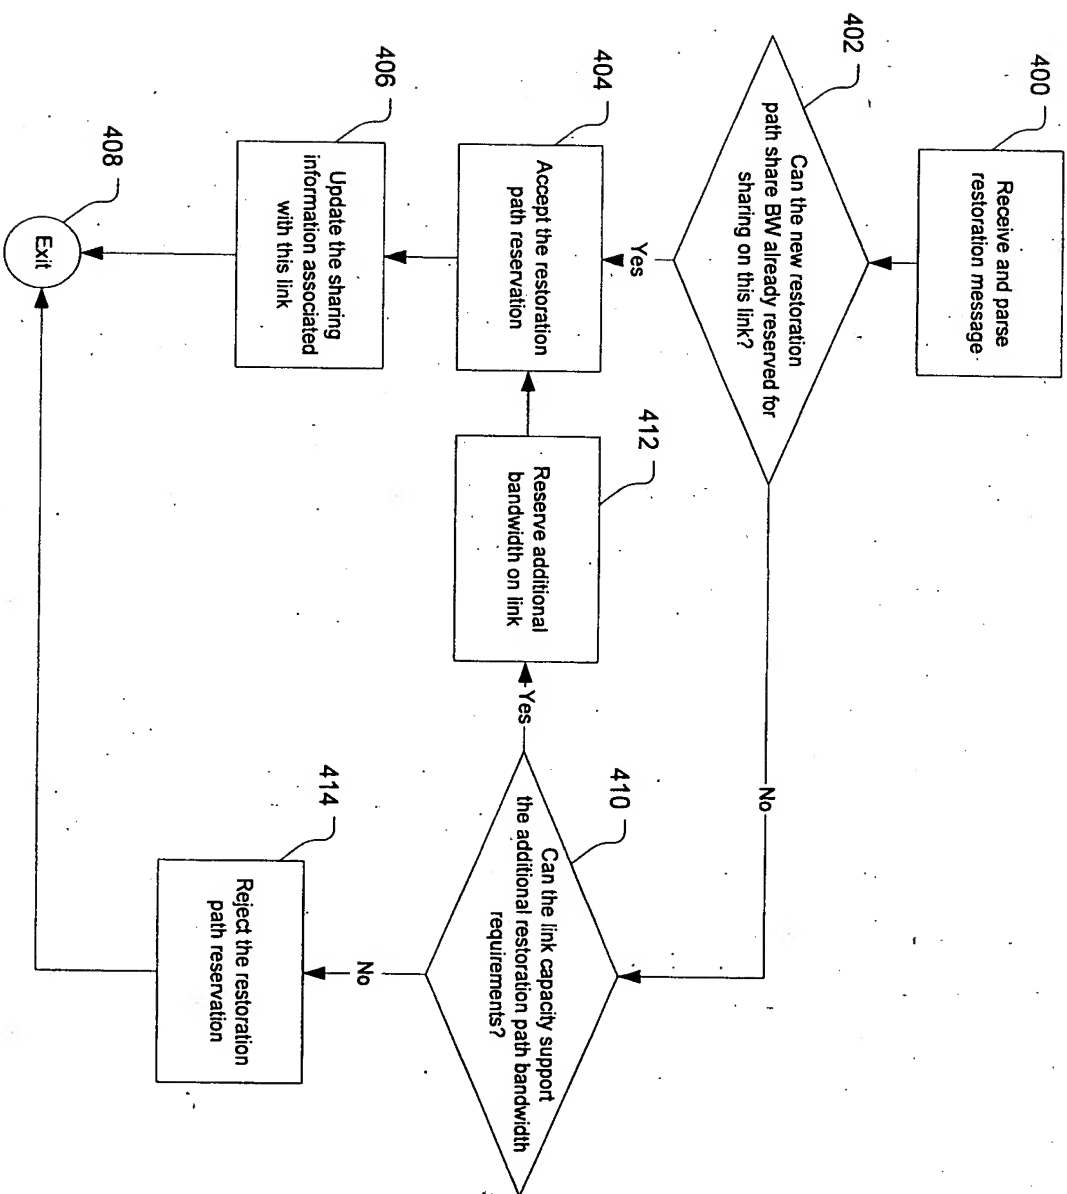 400
Receive and parse
restoration message
402
Can the new restoration
path share BW already reserved for
sharing on this link?
Yes
No
404
Accept the restoration
path reservation
406
Update the sharing
information associated
with this link
408
Exit
410
Can the link capacity support
the additional restoration path bandwidth
requirements?
Yes
No
412
Reserve additional
bandwidth on link
414
Reject the restoration
path reservation